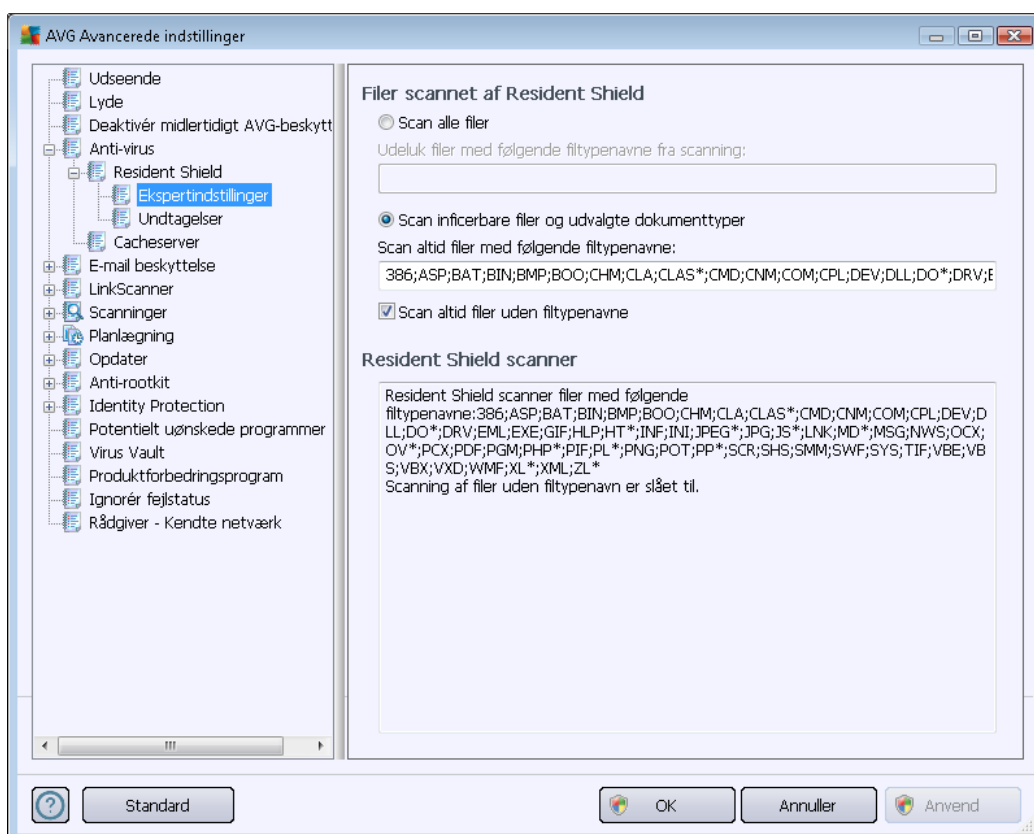 AVG Avancerede indstillinger
Udseende
Lyde
Deaktivér midlertidigt AVG-beskytt
Anti-virus
Resident Shield
Ekspertindstillinger
Undtagelser
Cacheserver
E-mail beskyttelse
LinkScanner
Scanninger
Planlægning
Opdater
Anti-rootkit
Identity Protection
Potentielt uønskede programmer
Virus Vault
Produktforbedringsprogram
Ignorér fejlstatus
Rådgiver - Kendte netværk
Filer scannet af Resident Shield
Scan alle filer
Udeluk filer med følgende filtypenavne fra scanning:
Scan inficerbare filer og udvalgte dokumenttyper
Scan altid filer med følgende filtypenavne:
386;ASP;BAT;BIN;BMP;BOO;CHM;CLA;CLAS*;CMD;CNM;COM;CPL;DEV;DLL;DO*;DRV;E
Scan altid filer uden filtypenavne
Resident Shield scanner
Resident Shield scanner filer med følgende
filtypenavne:386;ASP;BAT;BIN;BMP;BOO;CHM;CLA;CLAS*;CMD;CNM;COM;CPL;DEV;D
LL;DO*;DRV;EML;EXE;GIF;HLP;HT*;INF;INI;JPEG*;JPG;JS*;LNK;MD*;MSG;NWS;OCX;
OV*;PCX;PDF;PGM;PHP*;PIF;PL*;PNG;POT;PP*;SCR;SHS;SMM;SWF;SYS;TIF;VBE;VB
S;VBX;VXD;WMF;XL*;XML;ZL*
Scanning af filer uden filtypenavn er slået til.
Standard
OK
Annuller
Anvend